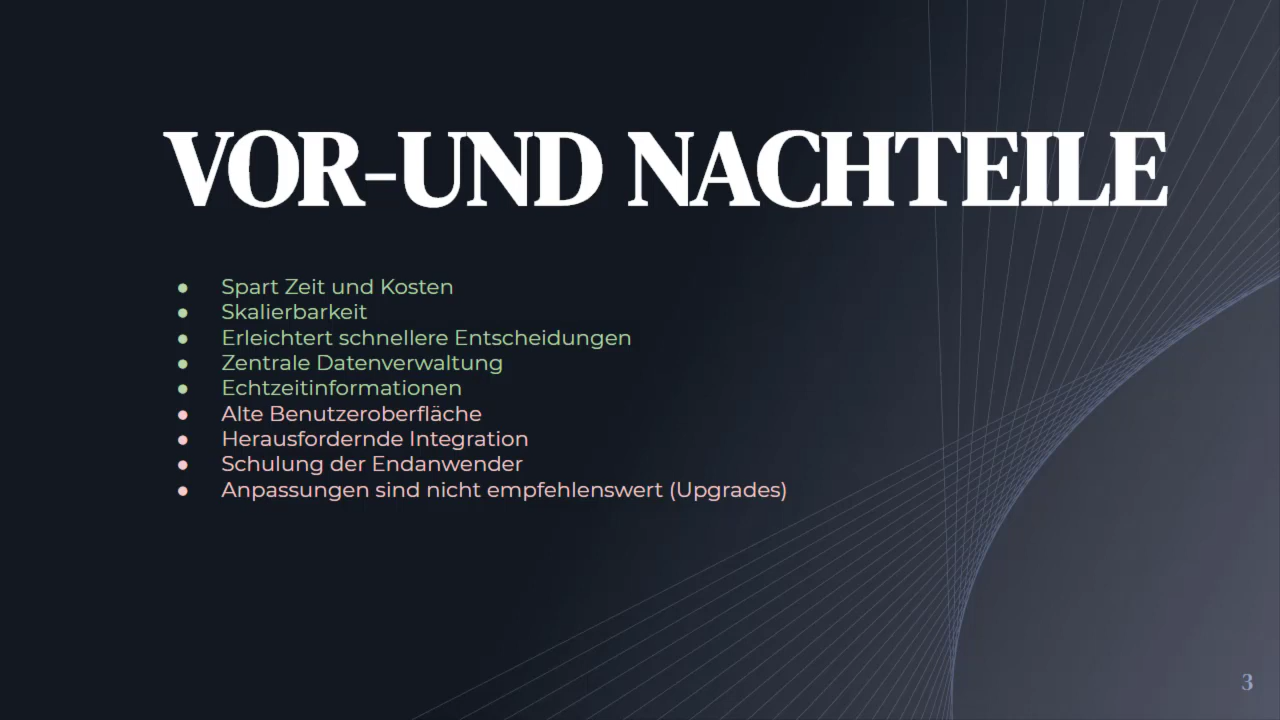 VOR-UND NACHTEILE
● Spart Zeit und Kosten
● Skalierbarkeit
● Erleichtert schnellere Entscheidungen
● Zentrale Datenverwaltung
● Echtzeitinformationen
● Alte Benutzeroberfläche
● Herausfordernde Integration
● Schulung der Endanwender
● Anpassungen sind nicht empfehlenswert (Upgrades)
3